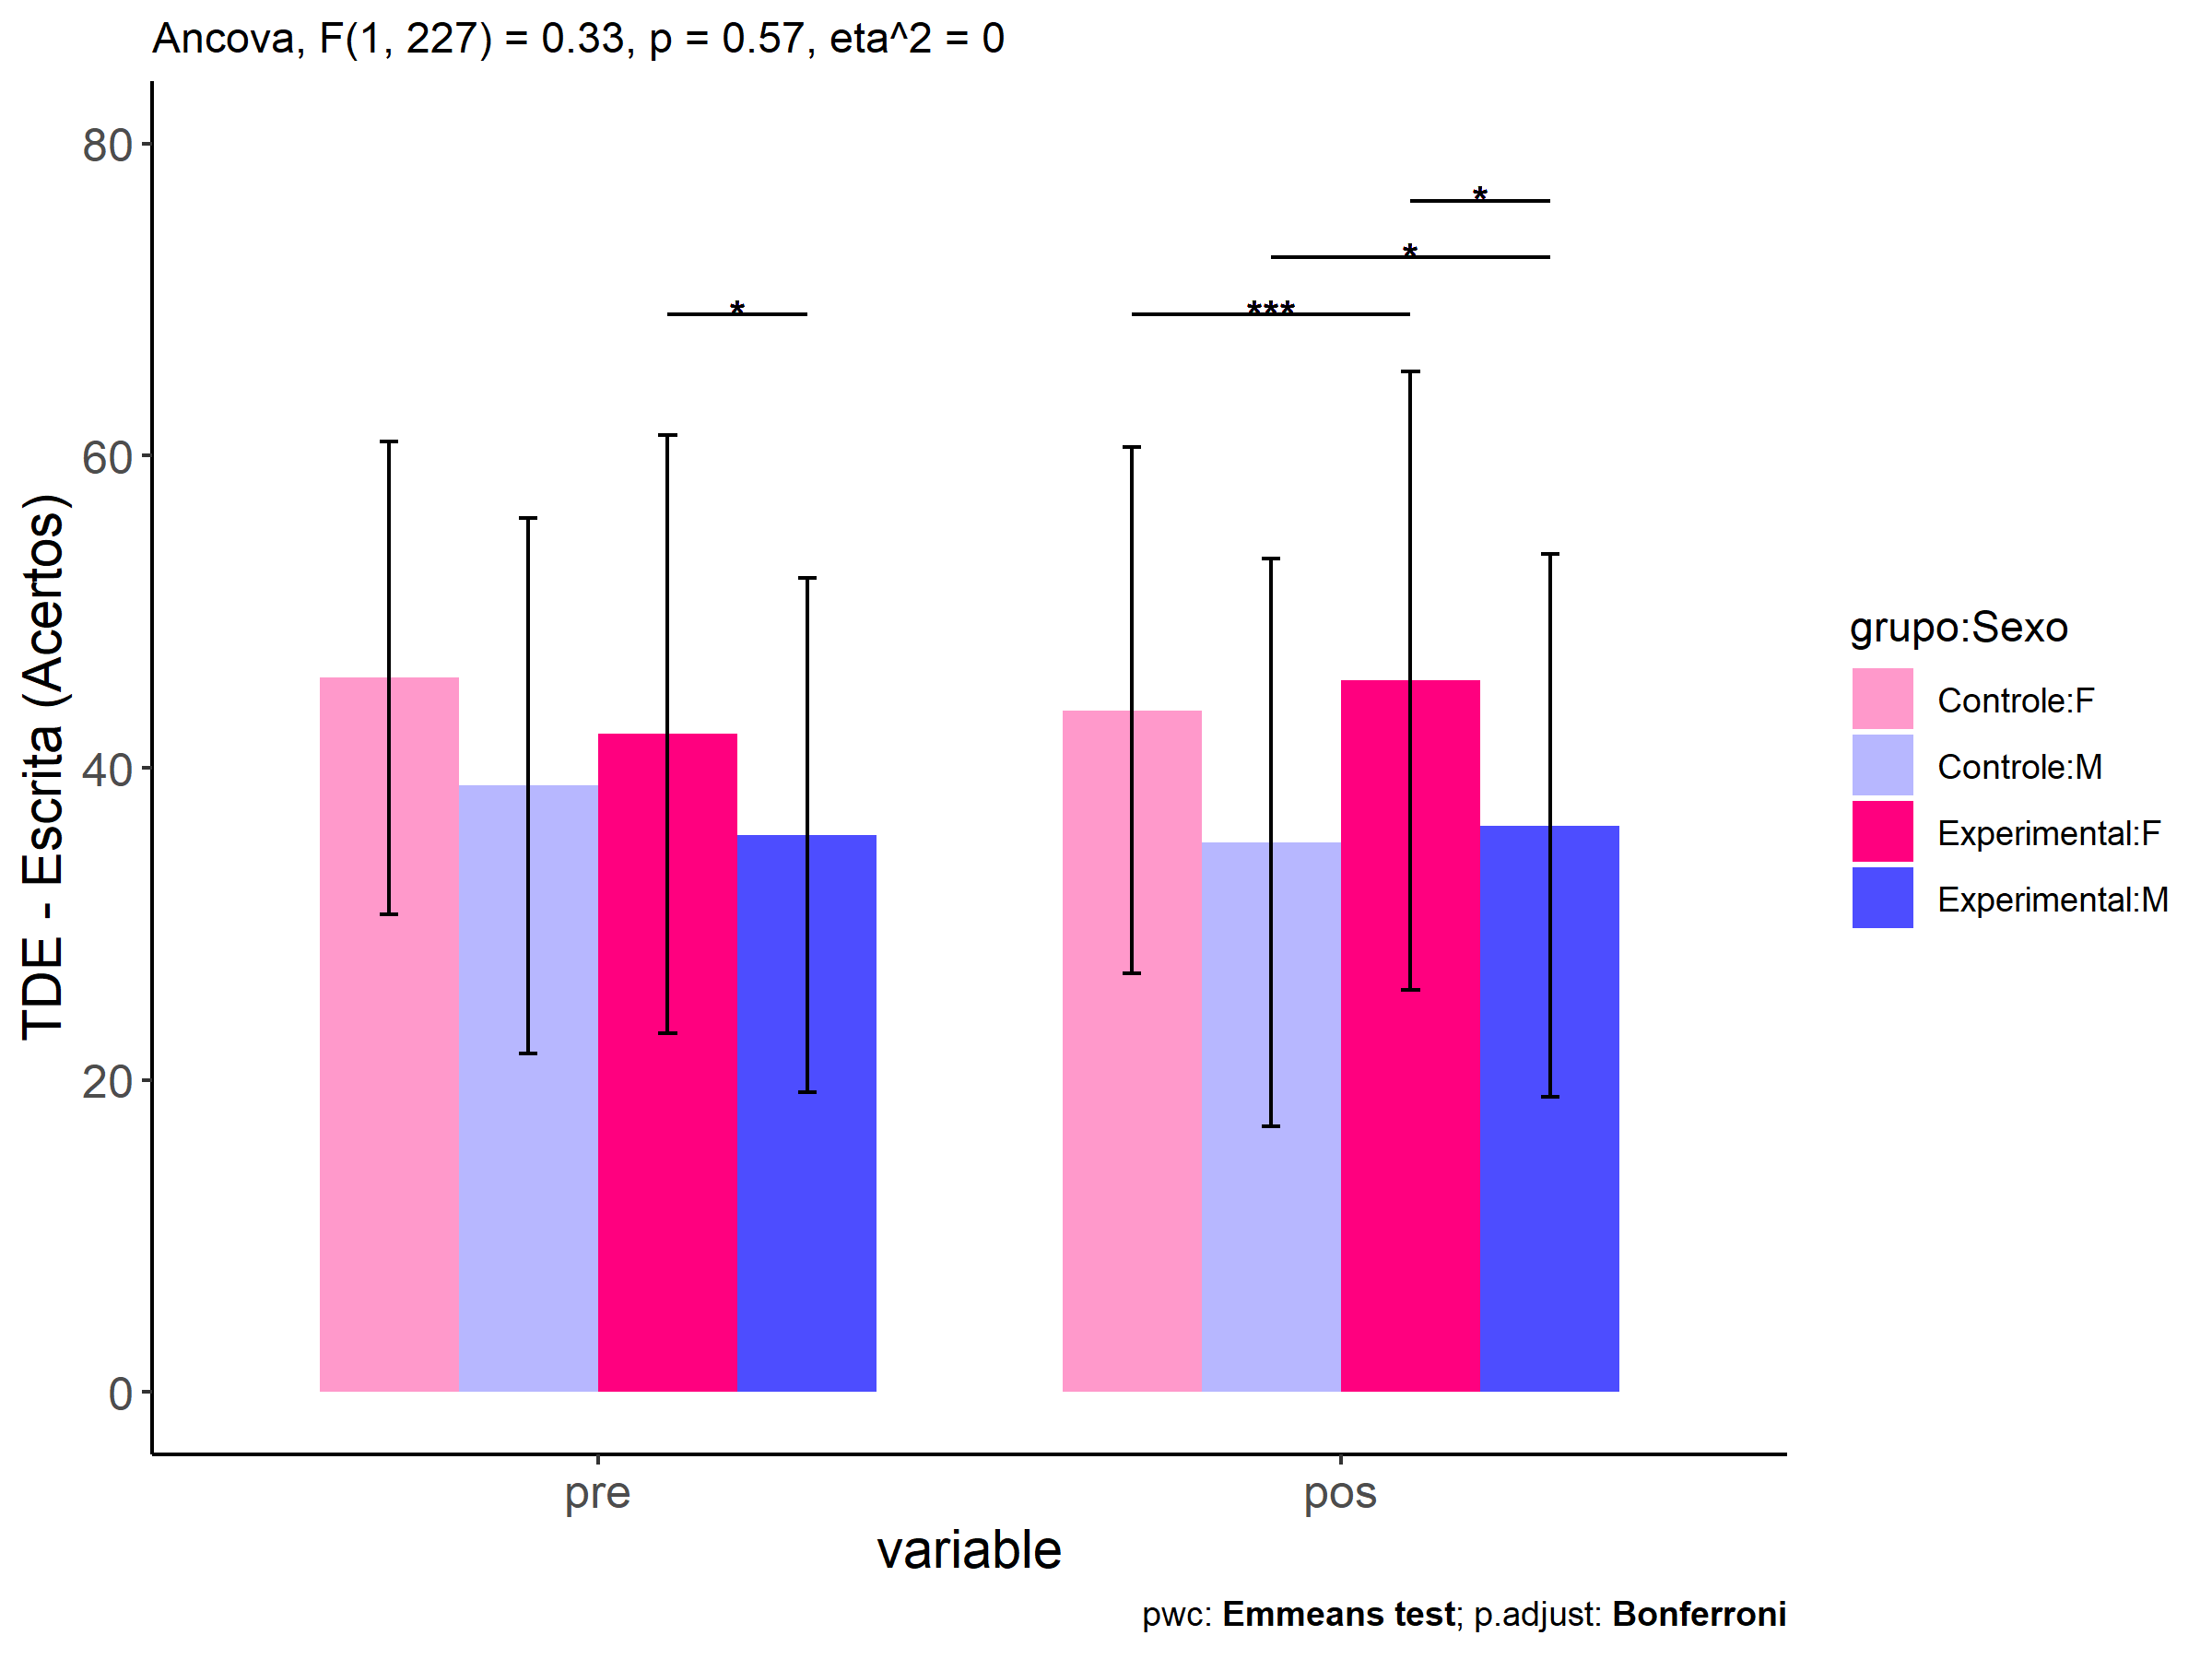 Ancova, F(1, 227) = 0.33, p = 0.57, eta^2 = 0
TDE - Escrita (Acertos)
80
60
40
20
0
*
***
*
*
pre
pos
variable
grupo:Sexo
Controle:F
Controle:M
Experimental:F
Experimental:M
pwc: Emmeans test; p.adjust: Bonferroni